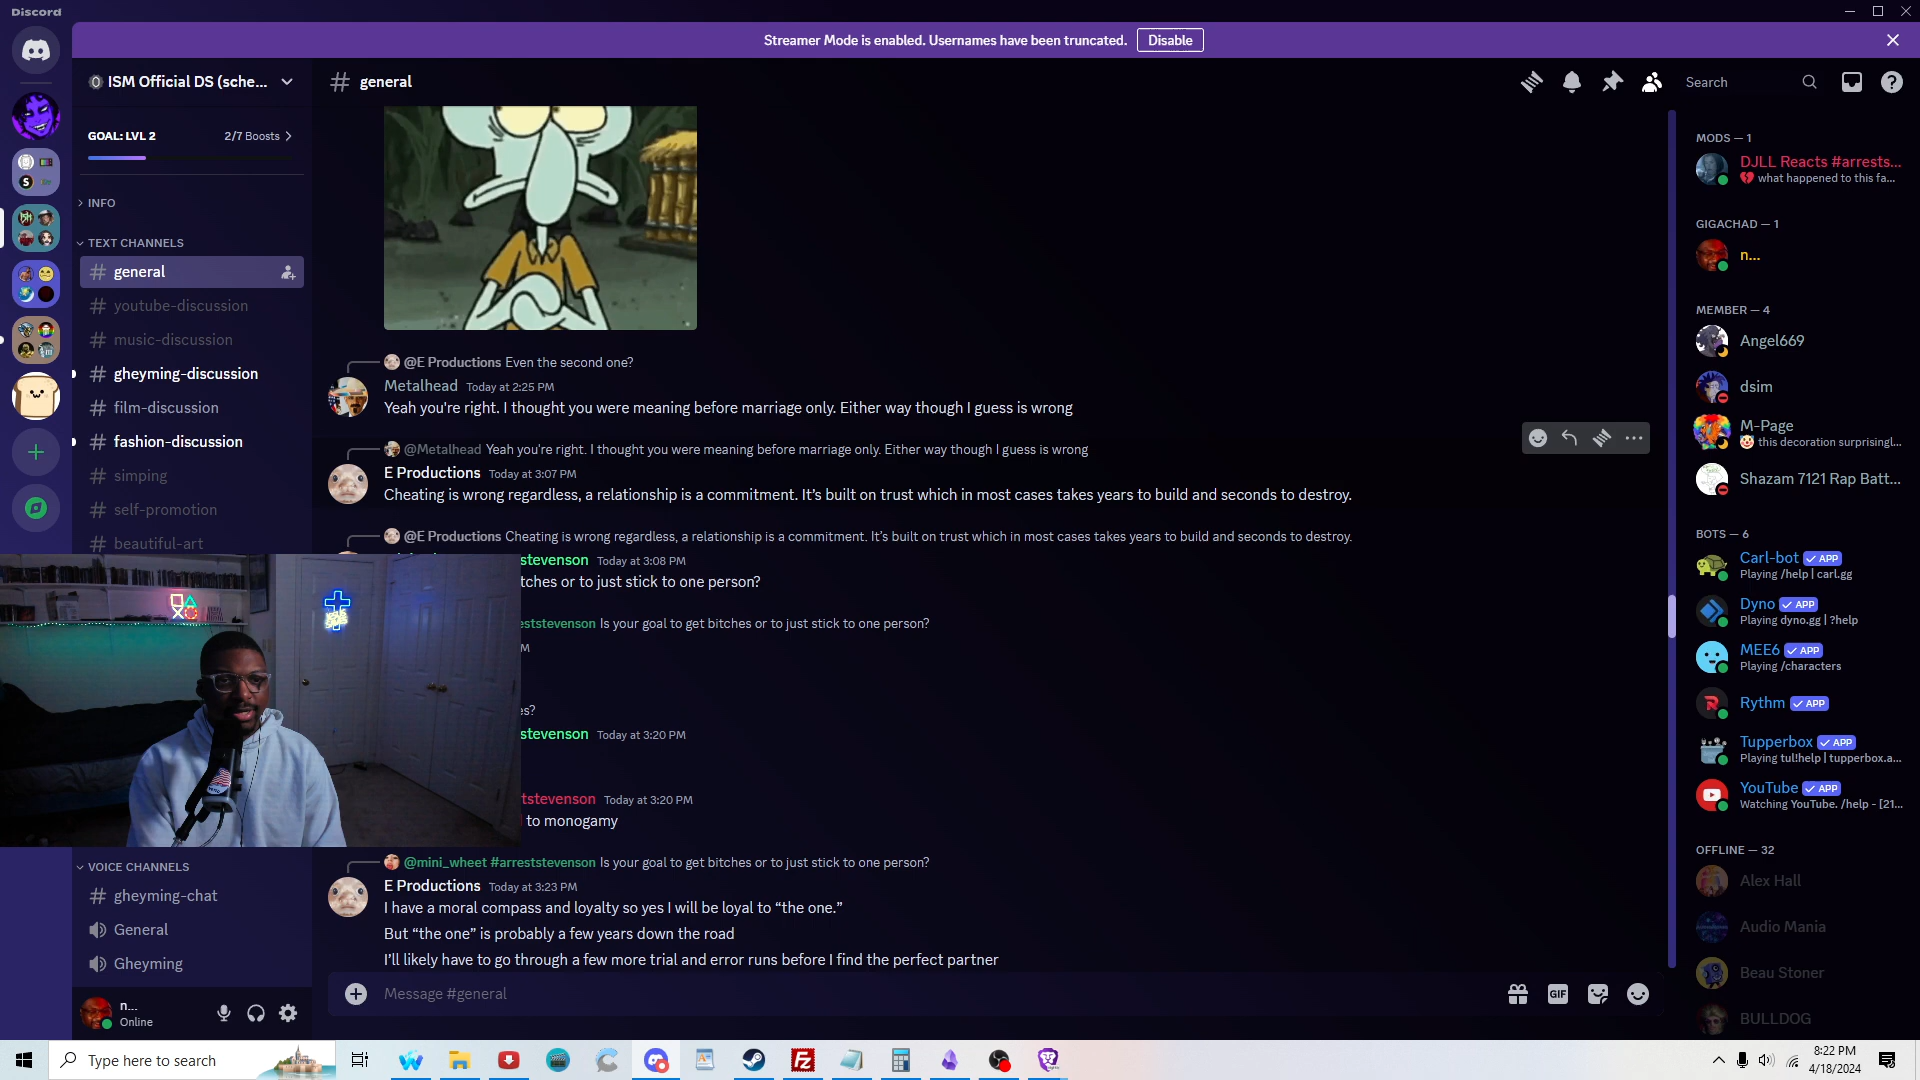 Discord
Streamer Mode is enabled. Usernames have been truncated.
Disable
ISM Official DS (sche...
general
Search
GOAL: LVL 2
2/7 Boosts
INFO
TEXT CHANNELS
general
youtube-discussion
music-discussion
gheyming-discussion
film-discussion
fashion-discussion
simping
self-promotion
beautiful-art
VOICE CHANNELS
gheyming-chat
General
Gheyming
n...
Online
@E Productions Even the second one?
Metalhead Today at 2:25 PM
Yeah you're right. I thought you were meaning before marriage only. Either way though I guess is wrong
@Metalhead Yeah you're right. I thought you were meaning before marriage only. Either way though I guess is wrong
E Productions Today at 3:07 PM
Cheating is wrong regardless, a relationship is a commitment. It’s built on trust which in most cases takes years to build and seconds to destroy.
@E Productions Cheating is wrong regardless, a relationship is a commitment. It’s built on trust which in most cases takes years to build and seconds to destroy.
stevenson Today at 3:08 PM
tches or to just stick to one person?
eststevenson Is your goal to get bitches or to just stick to one person?
M
es?
stevenson Today at 3:20 PM
tstevenson Today at 3:20 PM
to monogamy
@mini_wheet #arreststevenson Is your goal to get bitches or to just stick to one person?
E Productions Today at 3:23 PM
I have a moral compass and loyalty so yes I will be loyal to “the one.”
But “the one” is probably a few years down the road
I’ll likely have to go through a few more trial and error runs before I find the perfect partner
Message #general
GIF
MODS — 1
DJLL Reacts #arrests...
what happened to this fa...
GIGACHAD — 1
n...
MEMBER — 4
Angel669
dsim
M-Page
this decoration surprisingl...
Shazam 7121 Rap Batt...
BOTS — 6
Carl-bot APP
Playing /help | carl.gg
Dyno APP
Playing dyno.gg | ?help
MEE6 APP
Playing /characters
Rythm APP
Tupperbox APP
Playing tul!help | tupperbox.a...
YouTube APP
Watching YouTube. /help - [21...
OFFLINE — 32
Alex Hall
Audio Mania
Beau Stoner
BULLDOG
Type here to search
8:22 PM
4/18/2024